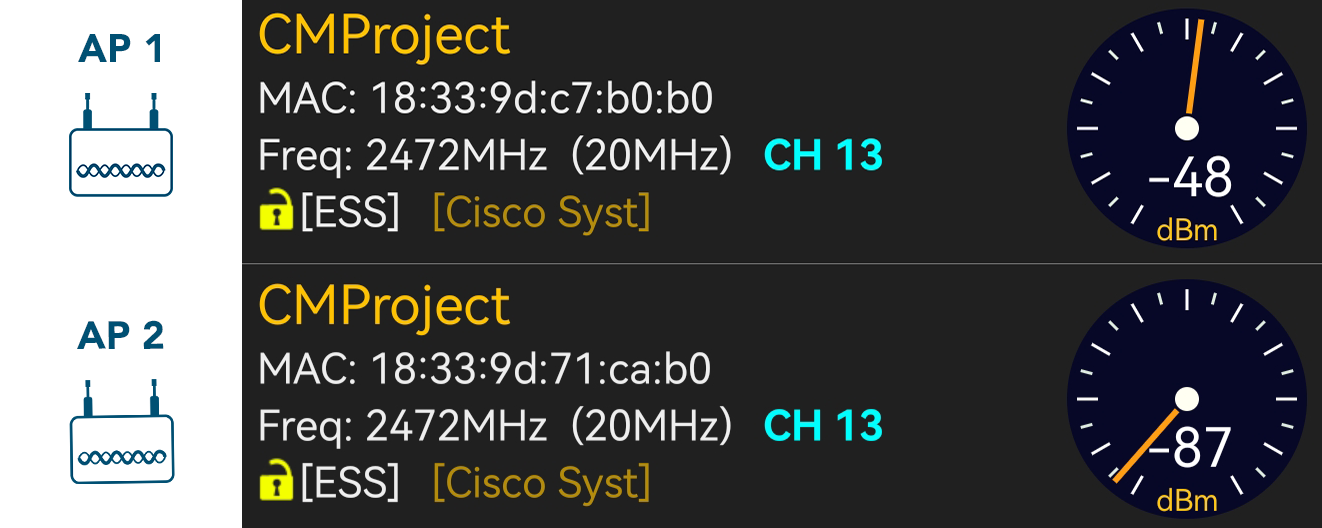 AP 1
CMProject
MAC: 18:33:9d:c7:b0:b0
Freq: 2472MHz (20MHz) CH 13
[ESS] [Cisco Syst]
-48
dBm
AP 2
CMProject
MAC: 18:33:9d:71:ca:b0
Freq: 2472MHz (20MHz) CH 13
[ESS] [Cisco Syst]
-87
dBm